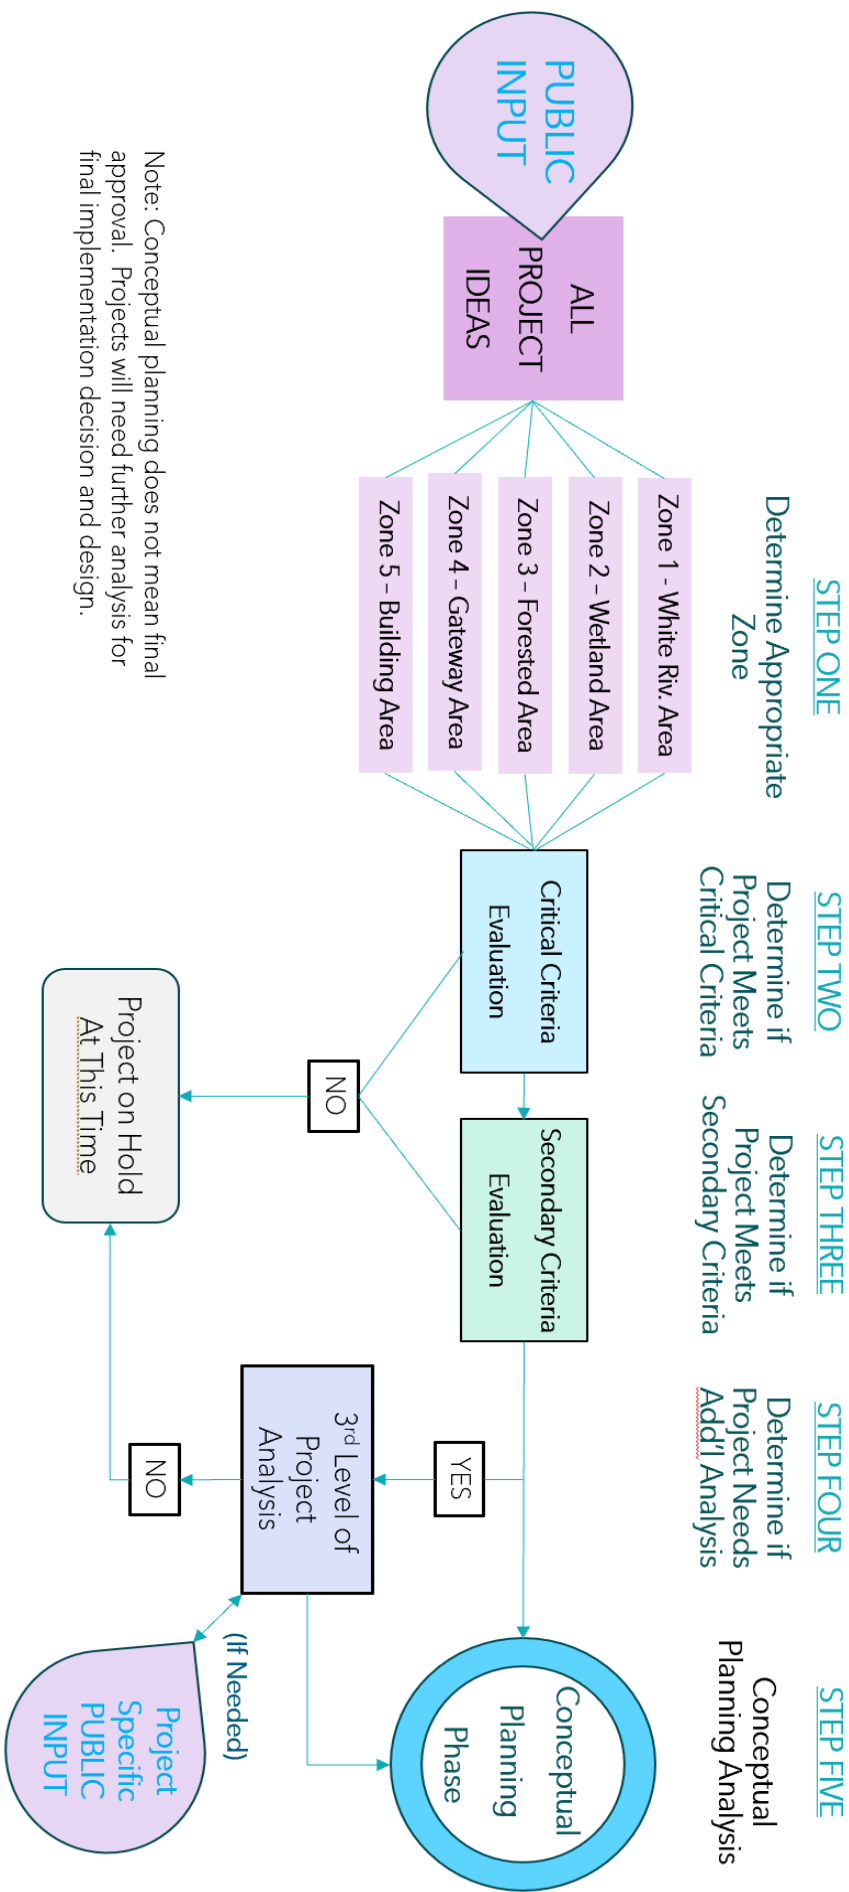 STEP ONE
Determine Appropriate
Zone
STEP TWO
Determine if
Project Meets
Critical Criteria
STEP THREE
Determine if
Project Meets
Secondary Criteria
STEP FOUR
Determine if
Project Needs
Add'l Analysis
STEP FIVE
Conceptual
Planning Analysis
PUBLIC
INPUT
ALL
PROJECT
IDEAS
Zone 1 - White Riv. Area
Zone 2 – Wetland Area
Zone 3 – Forested Area
Zone 4 – Gateway Area
Zone 5 – Building Area
Critical Criteria
Evaluation
Secondary Criteria
Evaluation
YES
Conceptual
Planning
Phase
NO
3rd Level of
Project
Analysis
(If Needed)
NO
Project on Hold
At This Time
Project
Specific
PUBLIC
INPUT
Note: Conceptual planning does not mean final
approval. Projects will need further analysis for
final implementation decision and design.